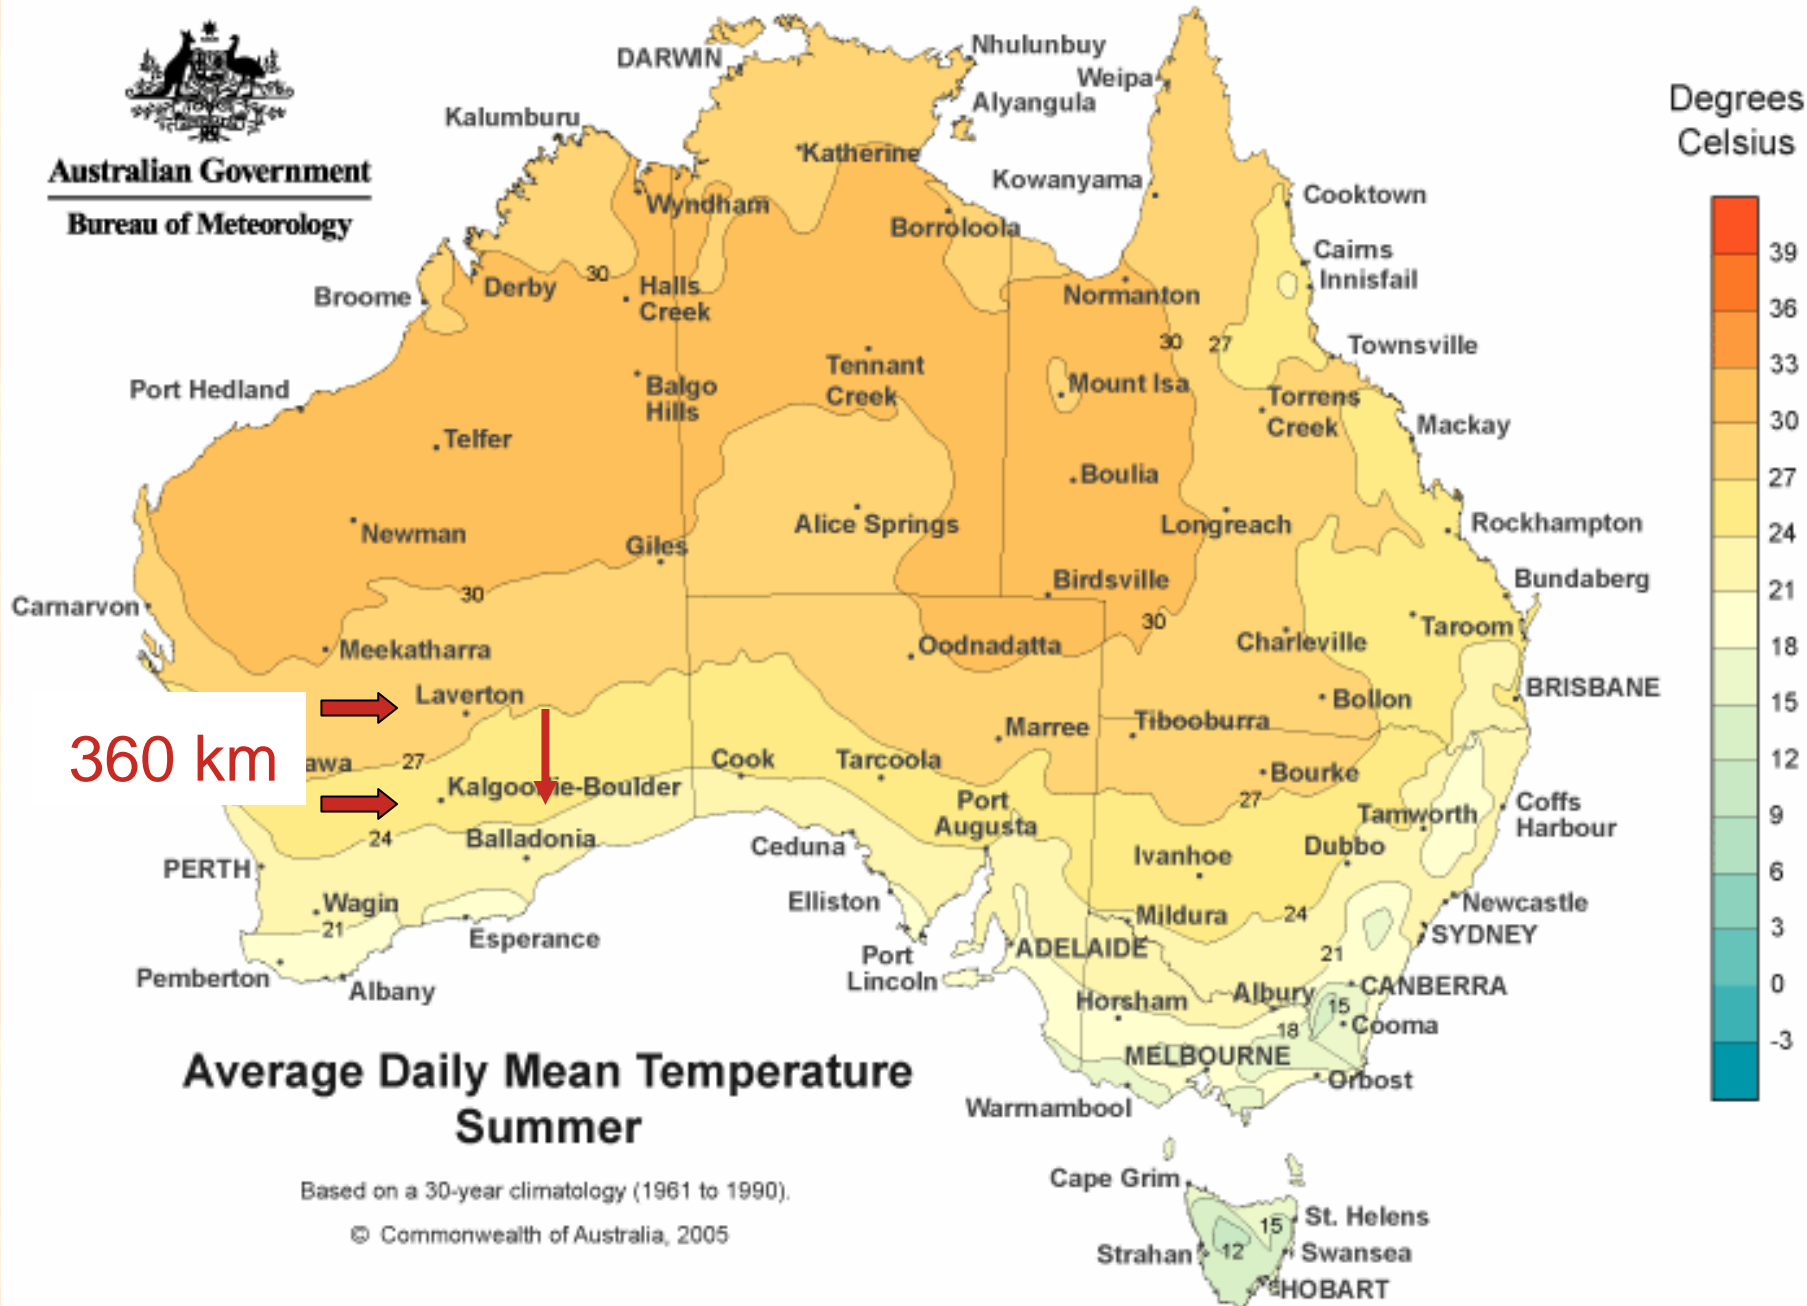 Australian Government
Bureau of Meteorology
DARWIN
Nhulunbuy
Weipa
Alyangula
Kalumburu
Katherine
Kowanyama
Wyndham
Cooktown
Borroloola
Cairns
Innisfail
30
Derby
Halls
Creek
Broome
Normanton
30
27
Townsville
Tennant
Creek
Mount Isa
Balgo
Hills
Port Hedland
Torrens
Creek
Mackay
Telfer
Boulia
Alice Springs
Longreach
Rockhampton
Newman
Giles
Birdsville
Bundaberg
30
Carnarvon
30
Taroom
Charleville
Oodnadatta
Meekatharra
BRISBANE
Laverton
Bollon
Marree
Tibooburra
360 km
awa
27
Cook
Tarcoola
Bourke
Kalgoo ie-Boulder
Port
Augusta
27
Tamworth
Coffs
Harbour
24
Balladonia
Ceduna
Ivanhoe
Dubbo
PERTH
Wagin
Elliston
Mildura
24
Newcastle
21
Esperance
ADELAIDE
SYDNEY
21
Port
Lincoln
Pemberton
Albany
Horsham
Albury
CANBERRA
15
Cooma
18
MELBOURNE
Orbost
Warrnambool
Cape Grim
15
St. Helens
Strahan
12
Swansea
HOBART
Degrees
Celsius
39
36
33
30
27
24
21
18
15
12
9
6
3
0
-3
Average Daily Mean Temperature
Summer
Based on a 30-year climatology (1961 to 1990).
© Commonwealth of Australia, 2005